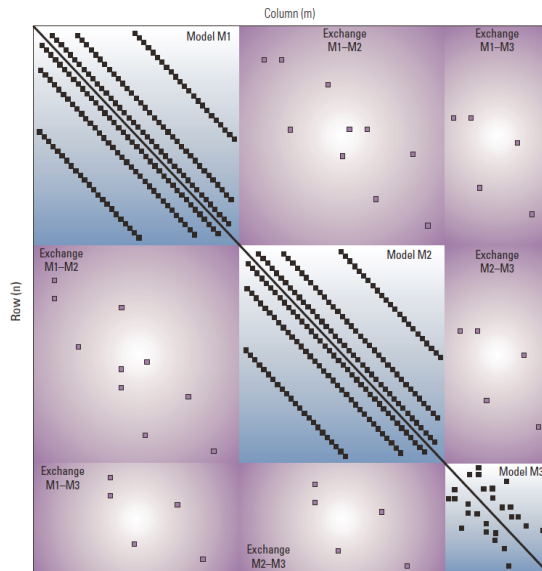 Column (m)
Row (n)
Model M1
Exchange
M1–M2
Exchange
M1–M3
Exchange
M1–M2
Model M2
Exchange
M2–M3
Exchange
M1–M3
Exchange
M2–M3
Model M3